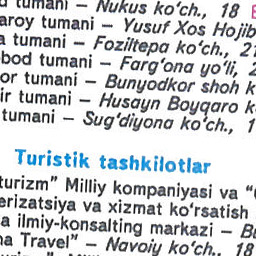 tumani – Nukus ko‘ch., 18
aroy tumani – Yusuf Xos Hojib
a tumani – Foziltepa ko‘ch., 2
bod tumani – Farg‘ona yo‘li, 2
or tumani – Bunyodkor shoh k
ir tumani – Husayn Boyqaro k
tumani – Sug‘diyona ko‘ch., 1
Turistik tashkilotlar
turizm” Milliy kompaniyasi va “
erizatsiya va xizmat ko‘rsatish
a ilmiy-konsalting markazi – B
na Travel” – Navoiy ko‘ch., 18